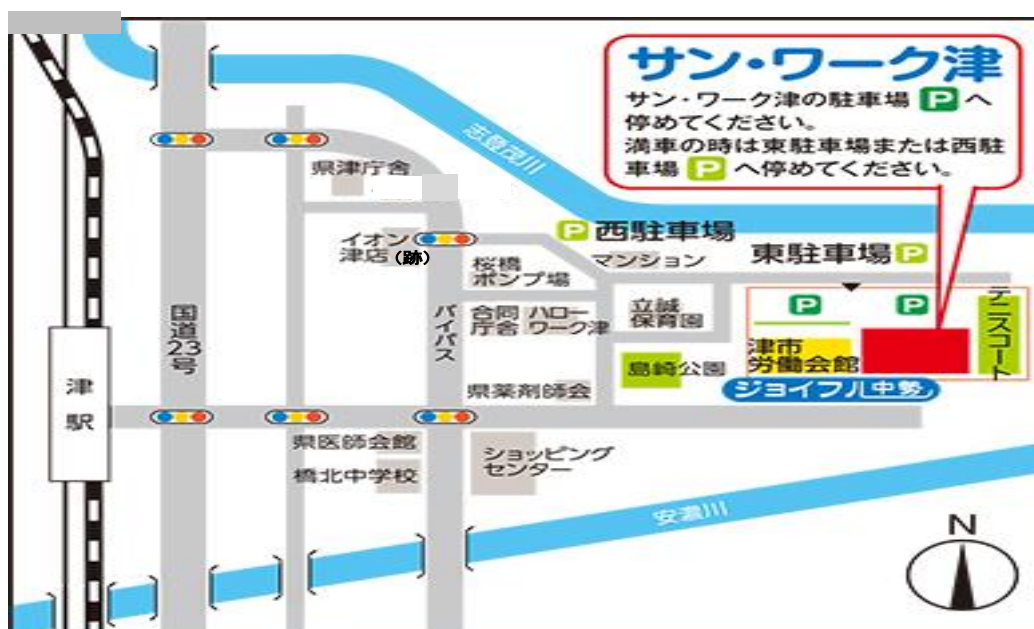 サン・ワーク津
サン・ワーク津の駐車場 P へ
停めてください。
満車の時は東駐車場または西駐
車場 P へ停めてください。
志登茂川
県津庁舎
イオン
津店(跡)
P 西駐車場
マンション
東駐車場 P
桜橋
ポンプ場
国道23号
バイパス
合同
庁舎
ハロー
ワーク津
立誠
保育園
P
P
テニスコート
津市
労働会館
島崎公園
ジョイフル中勢
津駅
県薬剤師会
県医師会館
橋北中学校
ショッピング
センター
安濃川
N